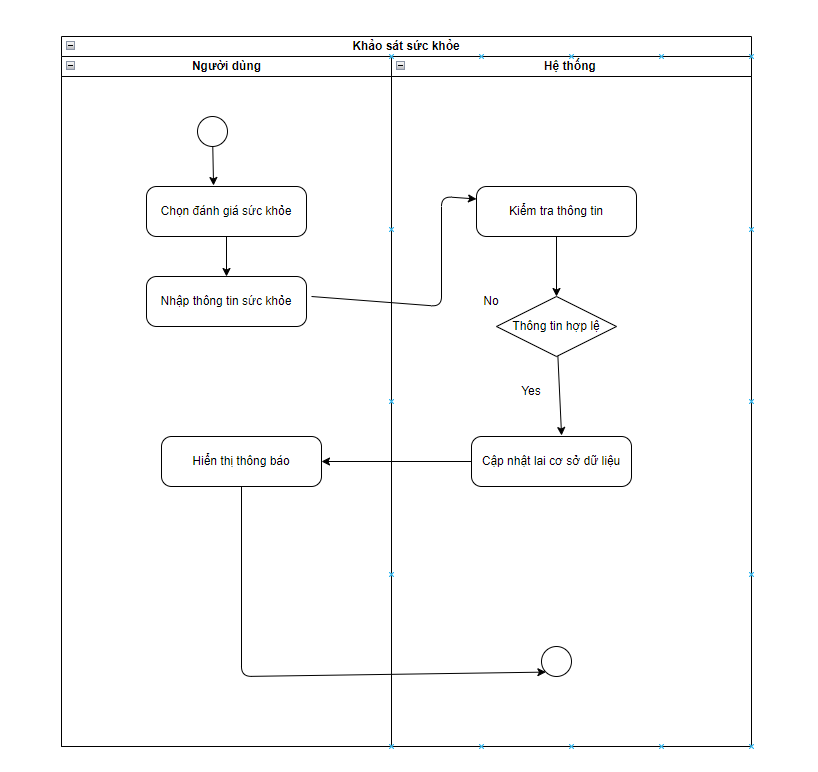 Khảo sát sức khỏe
Người dùng
Hệ thống
Chọn đánh giá sức khỏe
Kiểm tra thông tin
Nhập thông tin sức khỏe
No
Thông tin hợp lệ
Yes
Hiển thị thông báo
Cập nhật lai cơ sở dữ liệu